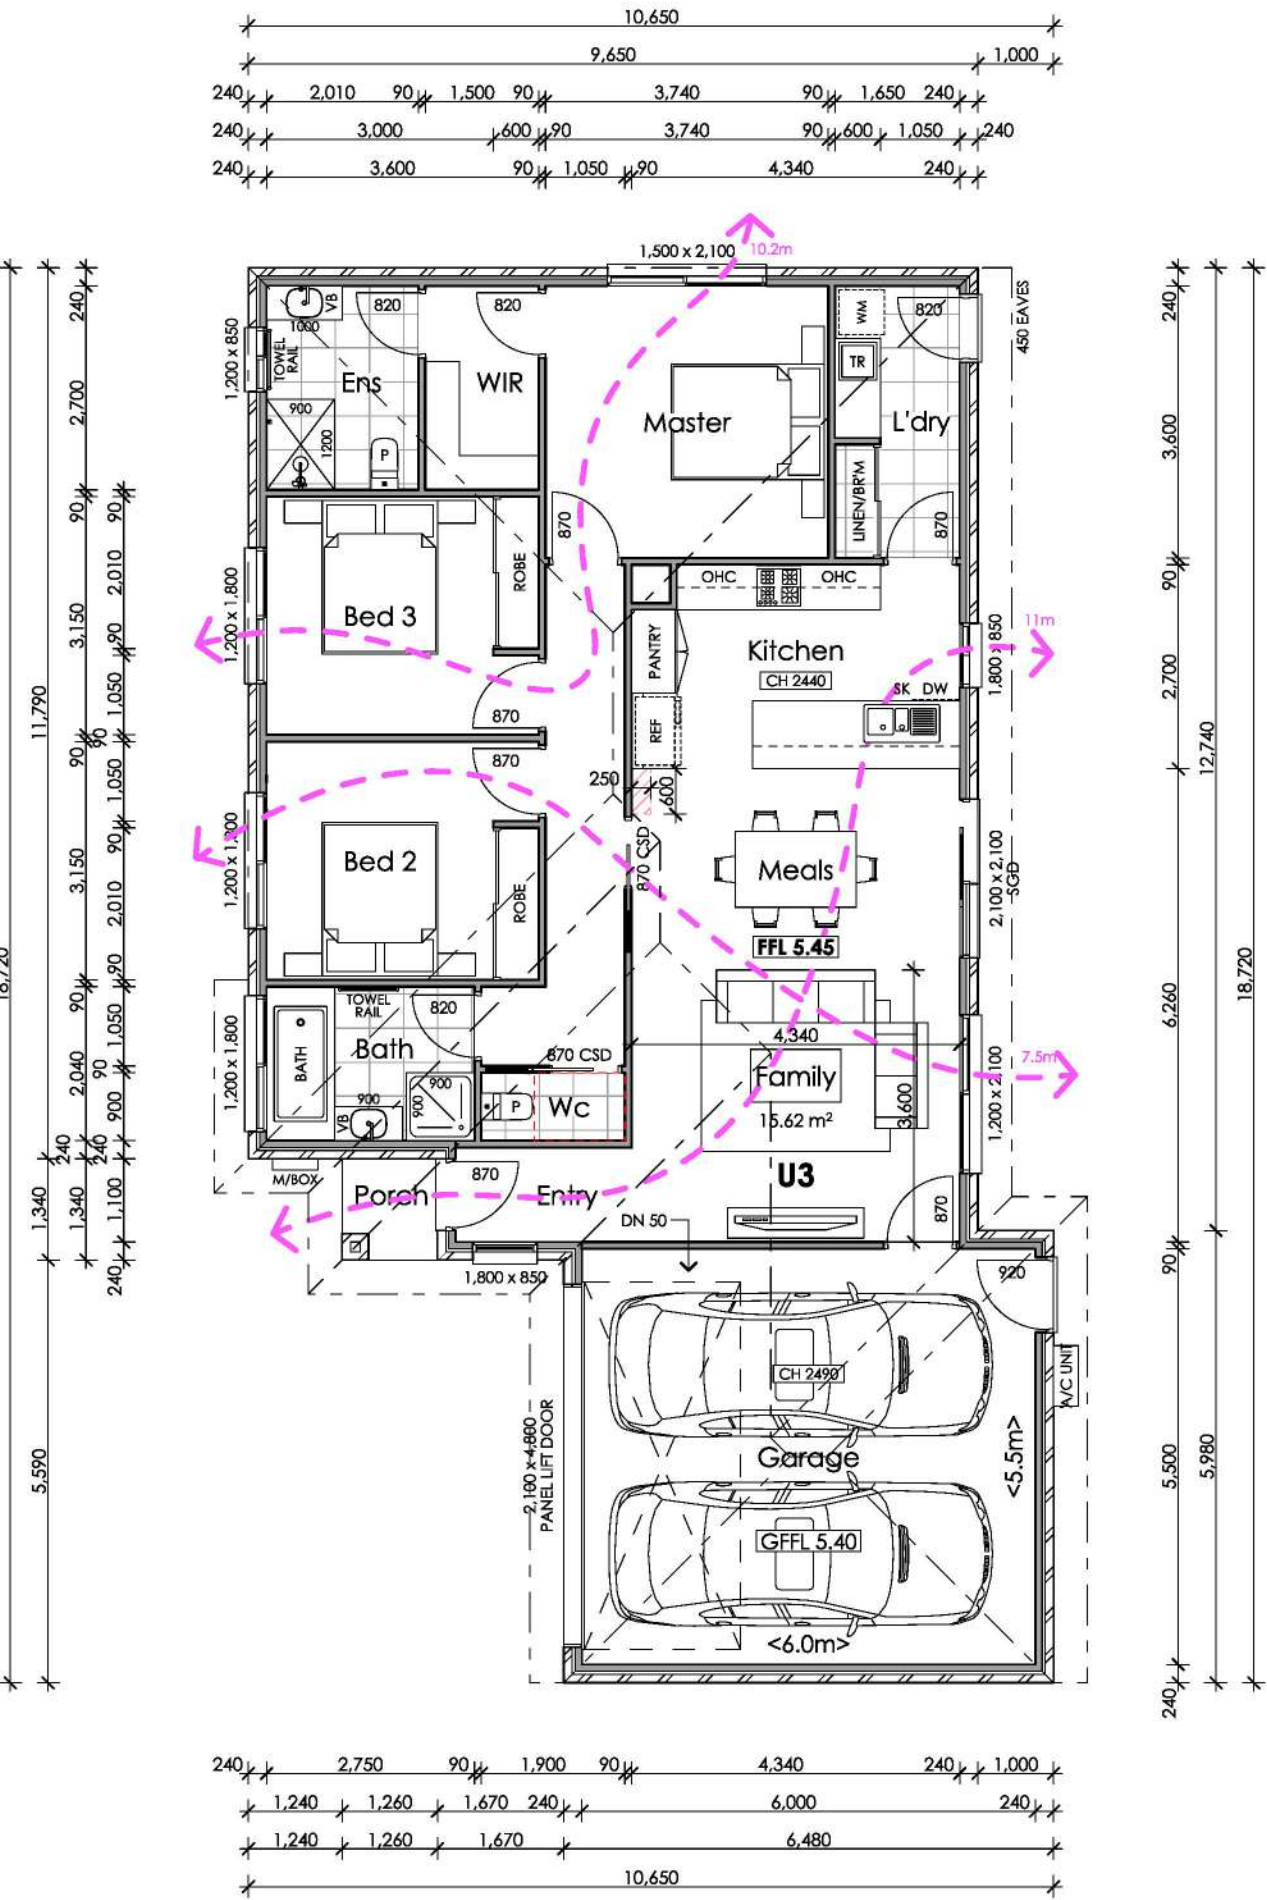 10,650
9,650 1,000
240 2,010 90 1,500 90 3,740 90 1,650 240
240 3,000 600 90 3,740 90 600 1,050 240
240 3,600 90 1,050 90 4,340 240
1,500 x 2,100 10.2m
240
2,700
90
3,150
90
3,150
90
2,040
240
1,340
90
2,010
90
1,050
90
1,050
90
2,010
90
1,050
90
900
240
1,100
240
1,340
11,790
1,340
5,590
18,720
1,200 x 850
TOWEL
RAIL
VB
1000
820
820
Ens
WIR
900
1200
P
Master
WM
TR
820
L'dry
LINEN/BR'M
870
870
450 EAVES
1,200 x 1,800
Bed 3
ROBE
870
OHC OHC
PANTRY
Kitchen
CH 2440
REF
SK DW
1,800 x 850
11m
870
250
600
870 CSD
Bed 2
ROBE
Meals
FFL 5.45
2,100 x 2,100
SGD
1,200 x 1,800
TOWEL
RAIL
820
Bath
BATH
VB
900
900
900
870 CSD
P
Wc
4,340
Family
15.62 m²
3,600
U3
7.5m
1,200 x 2,100
M/BOX
Porch
870
Entry
DN 50
870
1,800 x 850
920
A/C UNIT
CH 2490
Garage
GFFL 5.40
<5.5m>
<6.0m>
2,100 x 4,800
PANEL LIFT DOOR
240
3,600
90
2,700
6,260
90
5,500
240
12,740
5,980
18,720
240 2,750 90 1,900 90 4,340 240 1,000
1,240 1,260 1,670 240 6,000 240
1,240 1,260 1,670 6,480
10,650